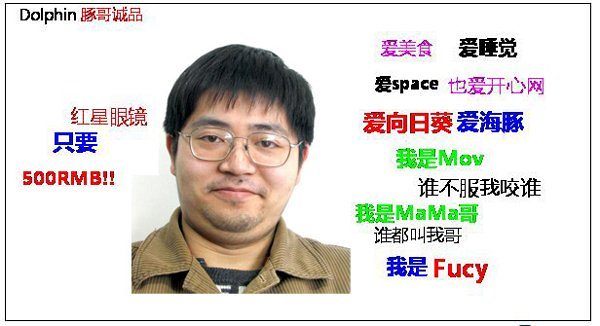 Dolphin 豚哥诚品
爱美食 爱睡觉
爱space 也爱开心网
红星眼镜
爱向日葵 爱海豚
只要
我是Mov
500RMB!!
谁不服我咬谁
我是MaMa哥
谁都叫我哥
我是 Fucy